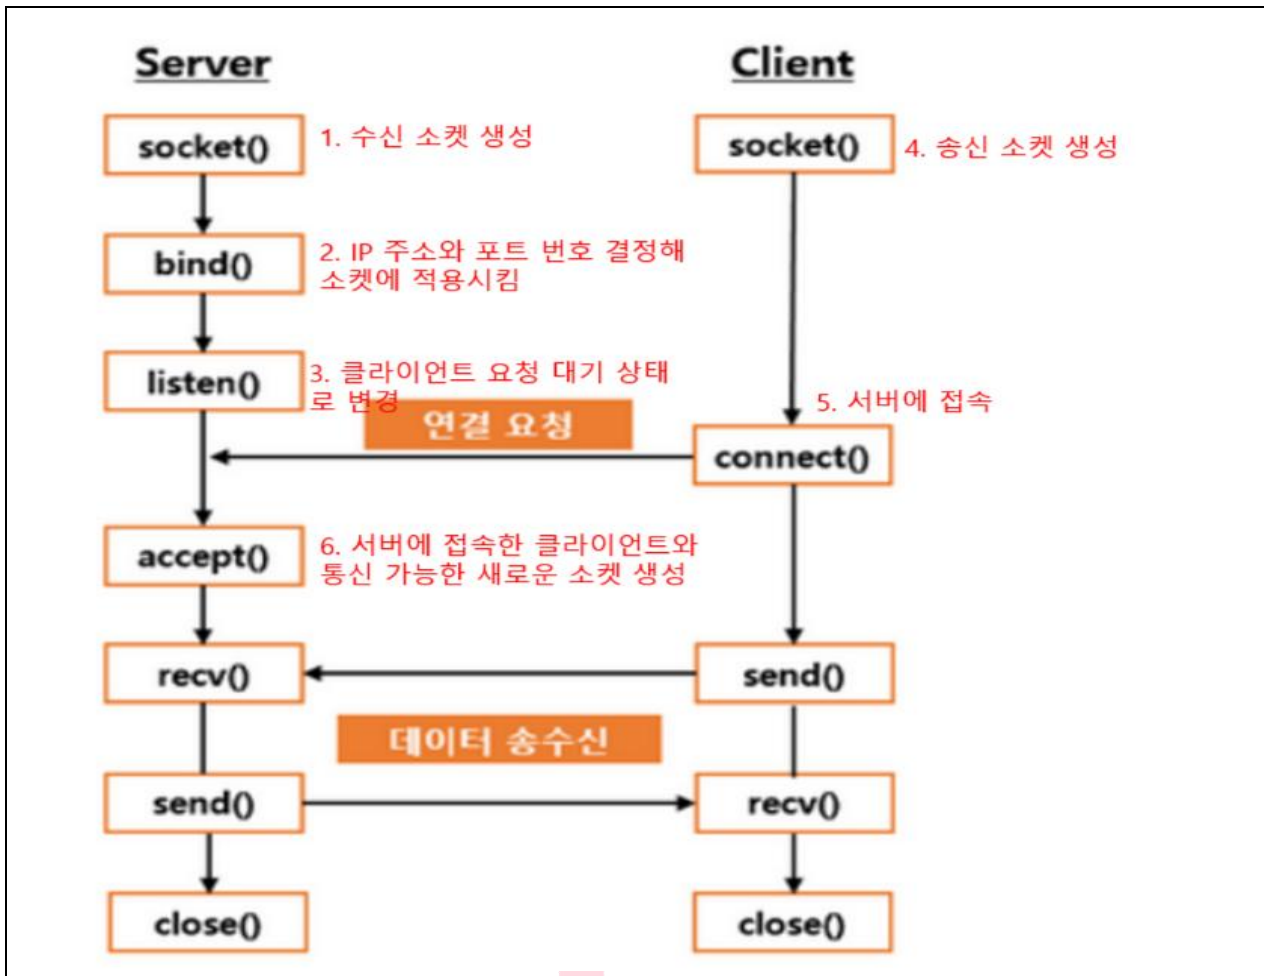 Server
Client
socket()
1. 수신 소켓 생성
socket()
4. 송신 소켓 생성
bind()
2. IP 주소와 포트 번호 결정해
소켓에 적용시킴
listen()
3. 클라이언트 요청 대기 상태
로 변경
연결 요청
5. 서버에 접속
connect()
accept()
6. 서버에 접속한 클라이언트와
통신 가능한 새로운 소켓 생성
recv()
send()
데이터 송수신
send()
recv()
close()
close()